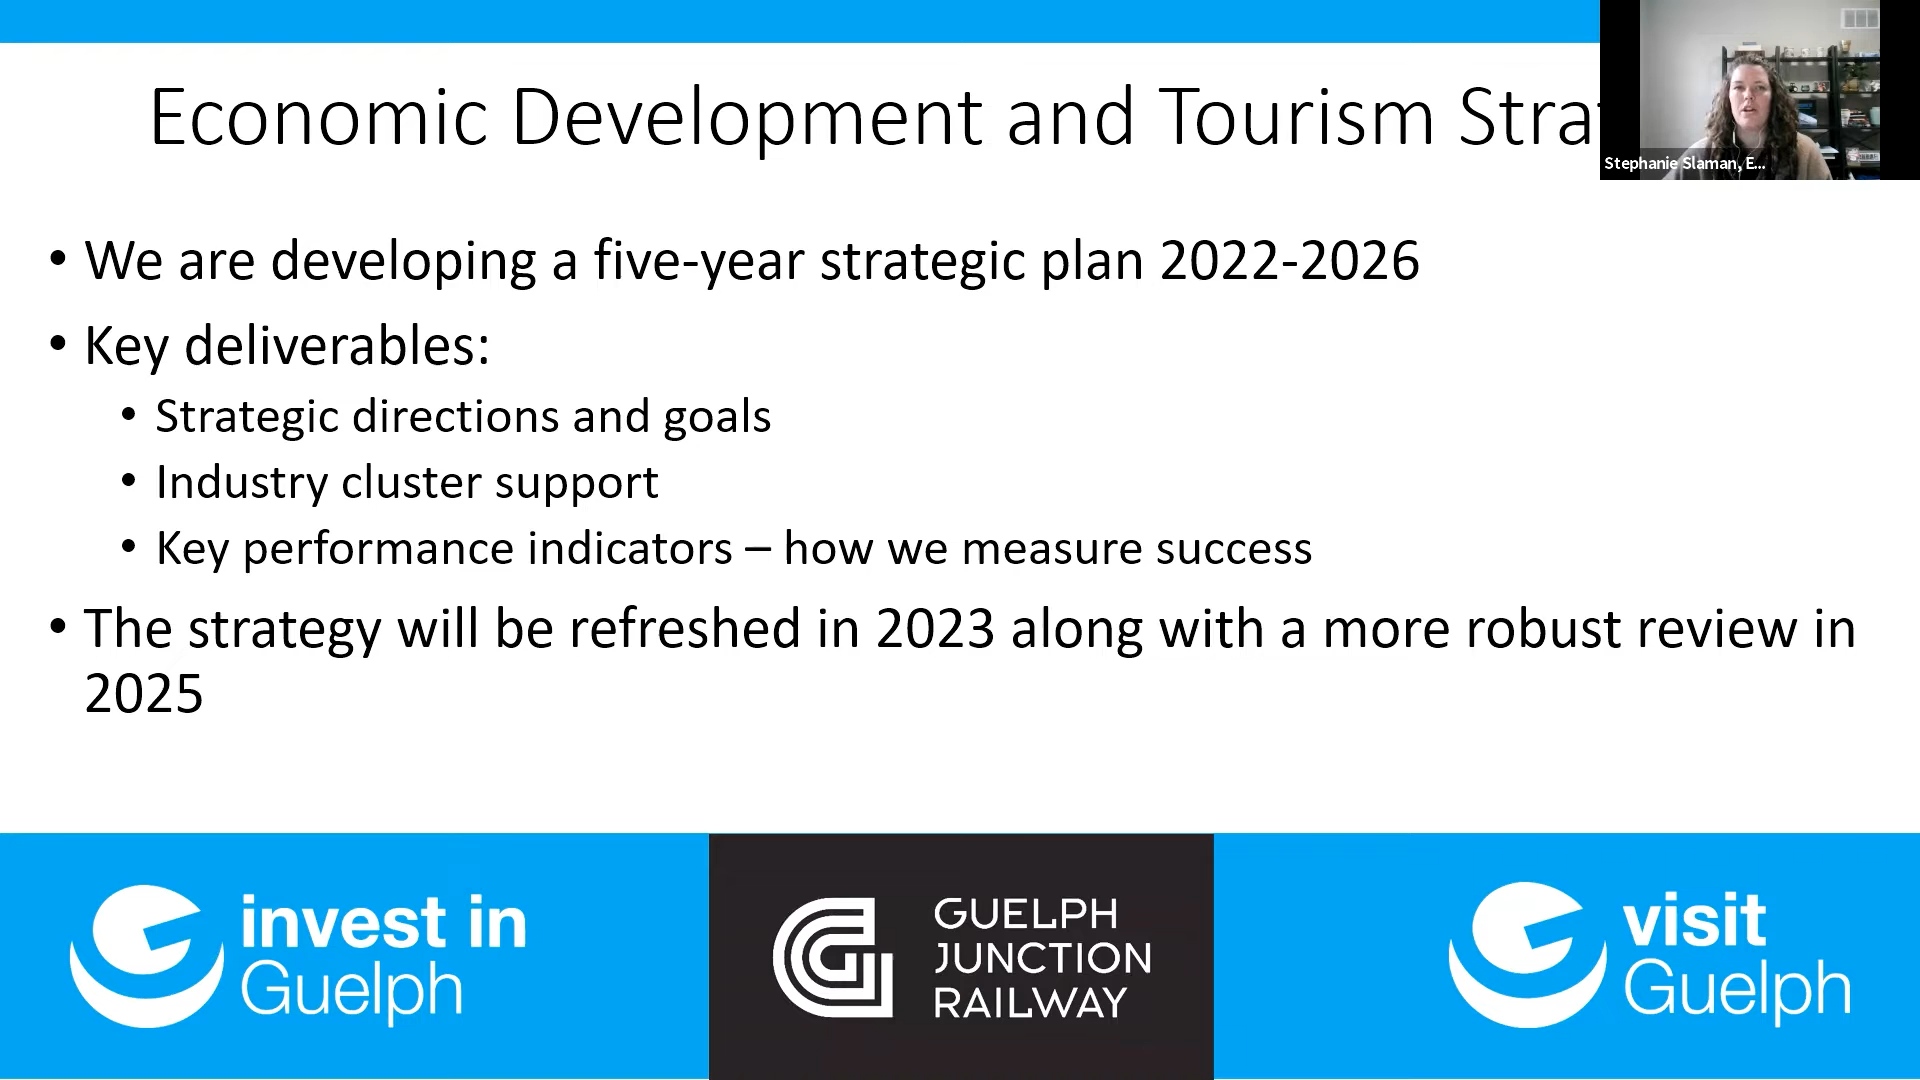 Economic Development and Tourism Strat
Stephanie Slaman, E...
• We are developing a five-year strategic plan 2022-2026
• Key deliverables:
• Strategic directions and goals
• Industry cluster support
• Key performance indicators – how we measure success
• The strategy will be refreshed in 2023 along with a more robust review in
2025
invest in
Guelph
GUELPH
JUNCTION
RAILWAY
visit
Guelph